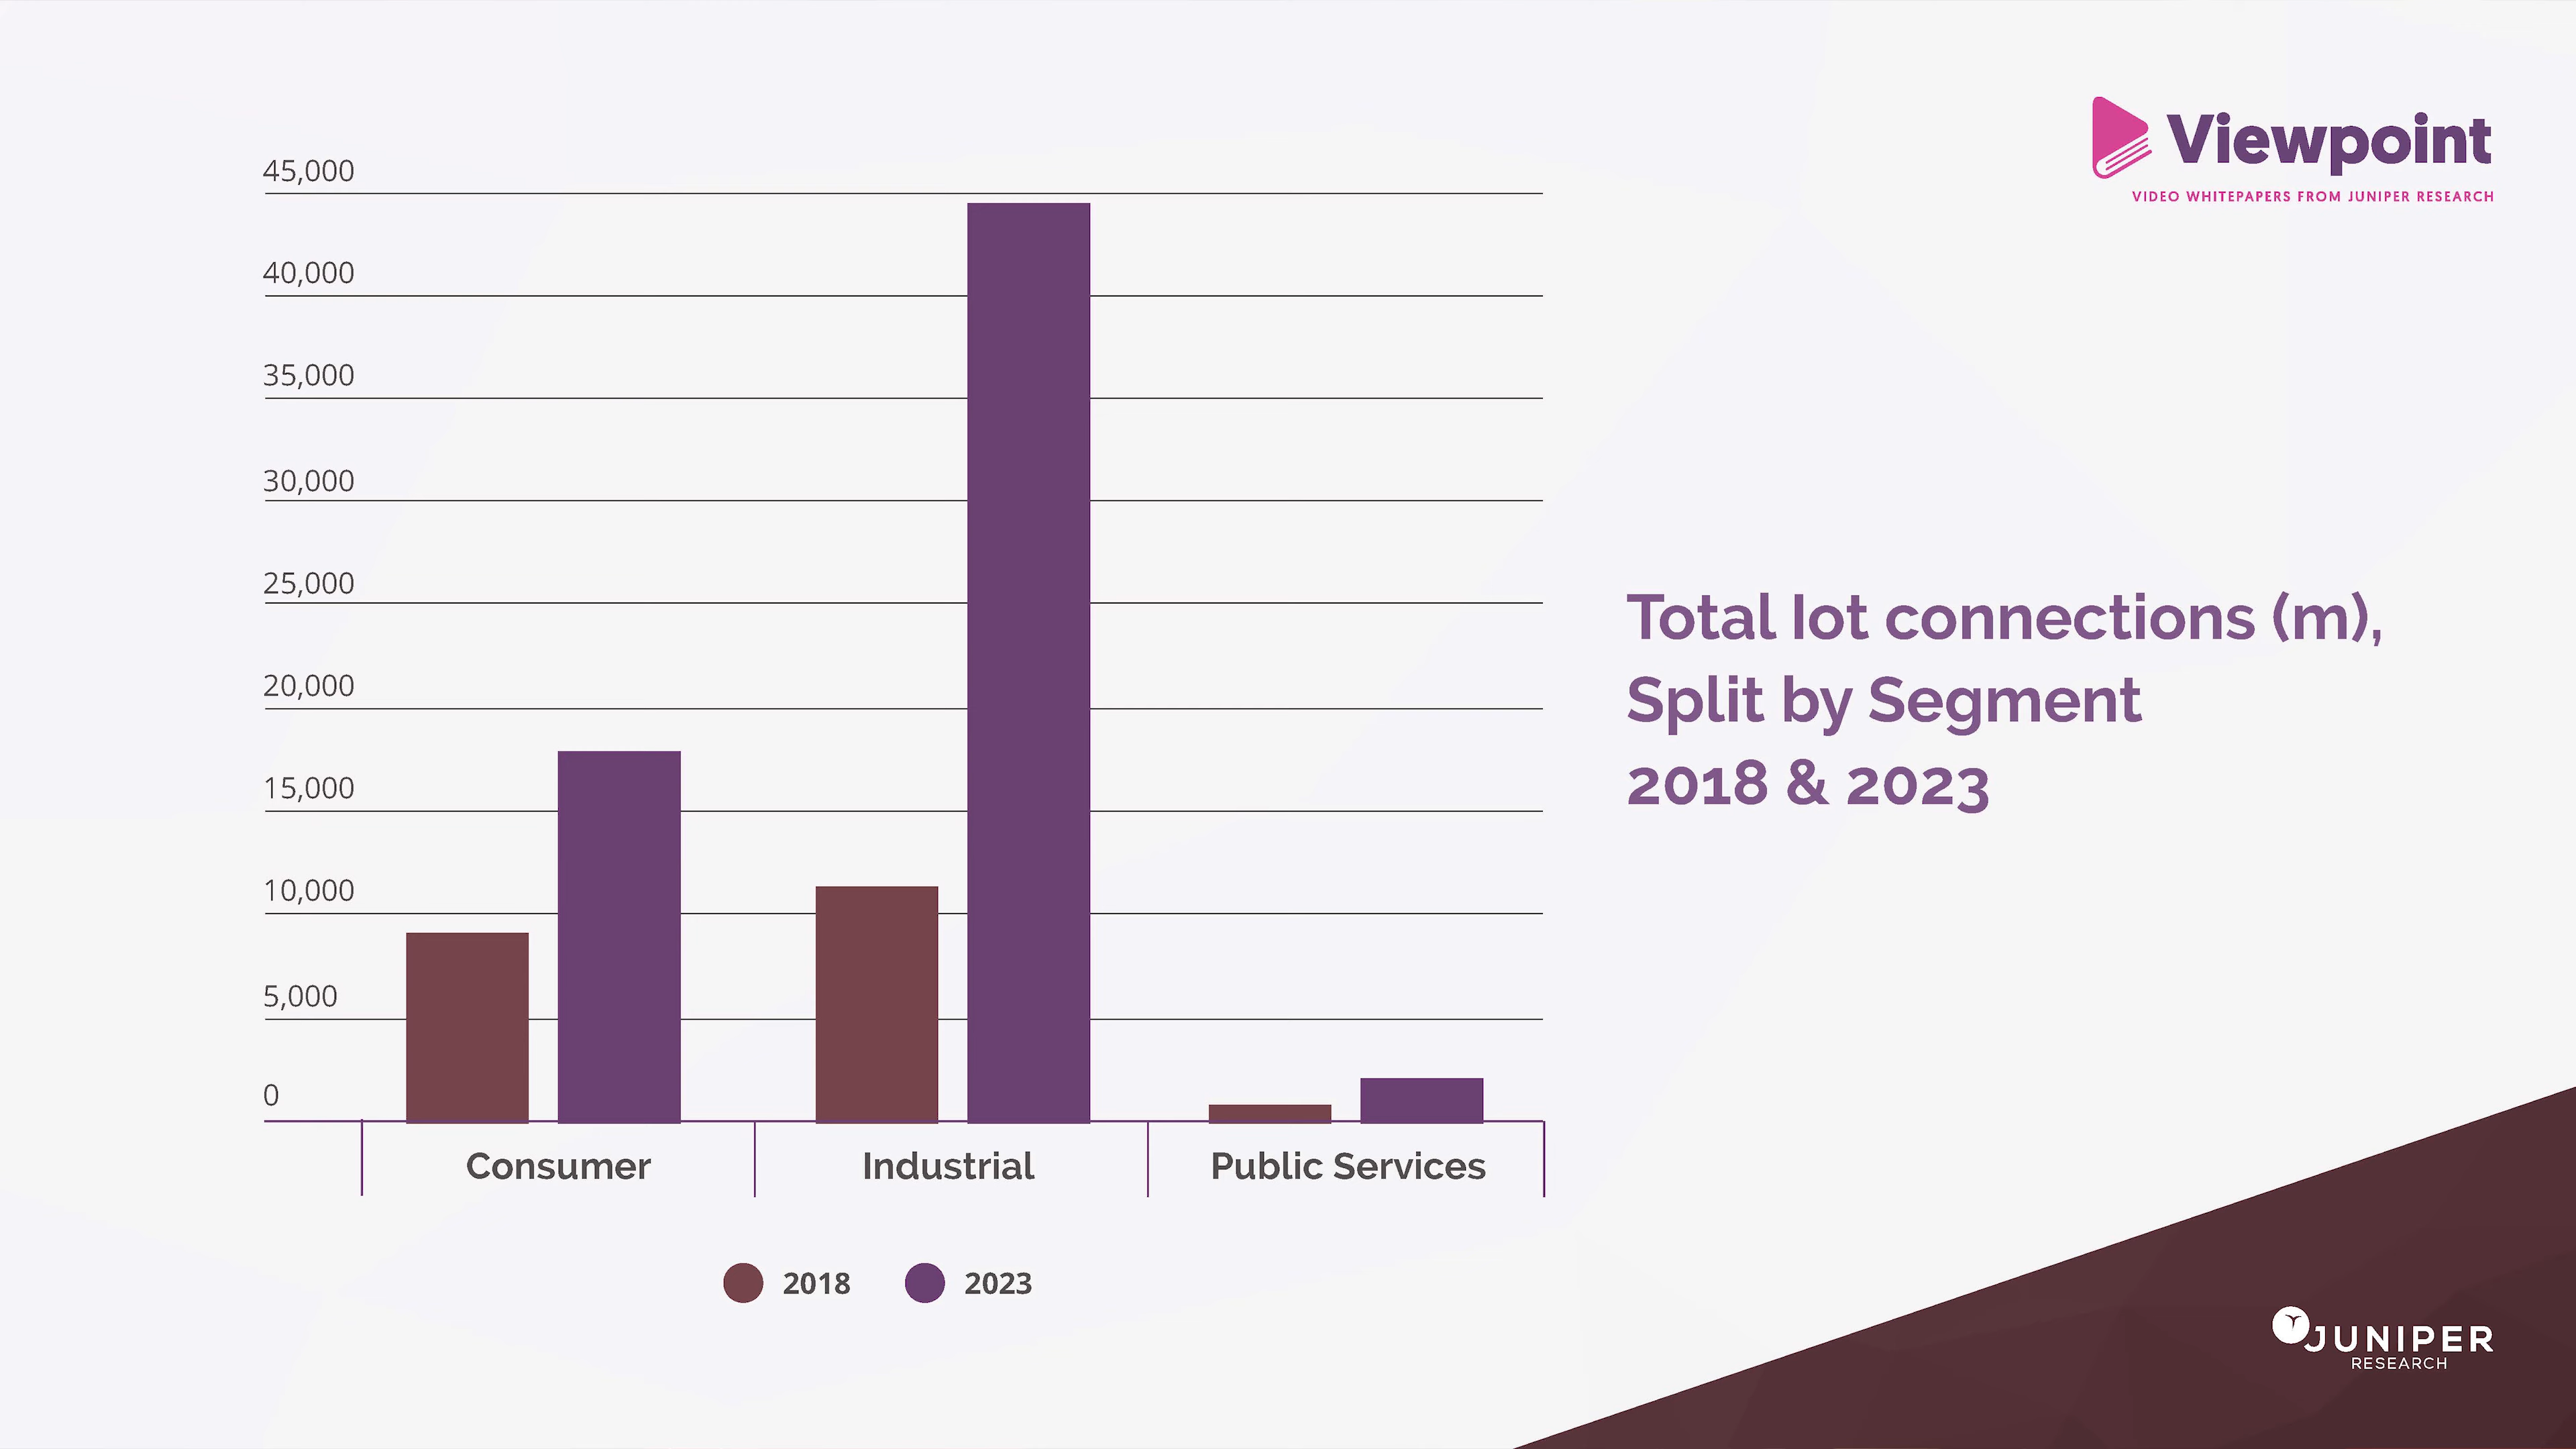 Viewpoint
VIDEO WHITEPAPERS FROM JUNIPER RESEARCH
45,000
40,000
35,000
30,000
25,000
20,000
15,000
10,000
5,000
0
Consumer
Industrial
Public Services
2018
2023
Total Iot connections (m),
Split by Segment
2018 & 2023
JUNIPER
RESEARCH